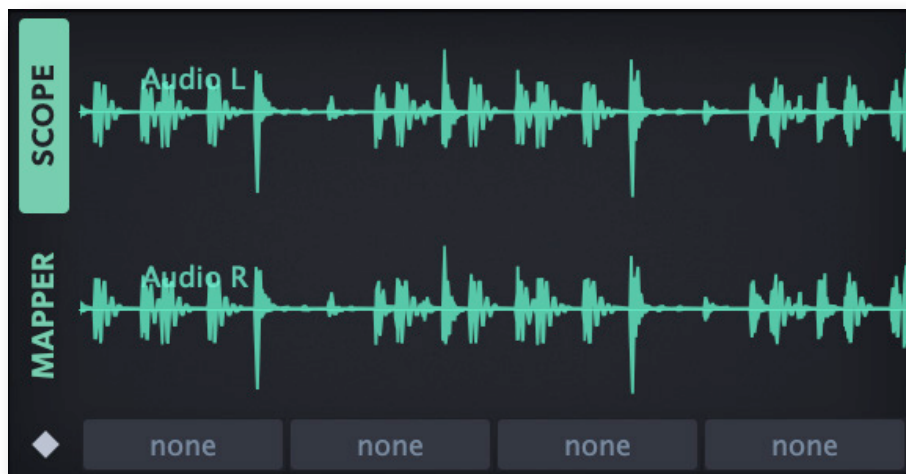 SCOPE
Audio L
MAPPER
Audio R
none none none none